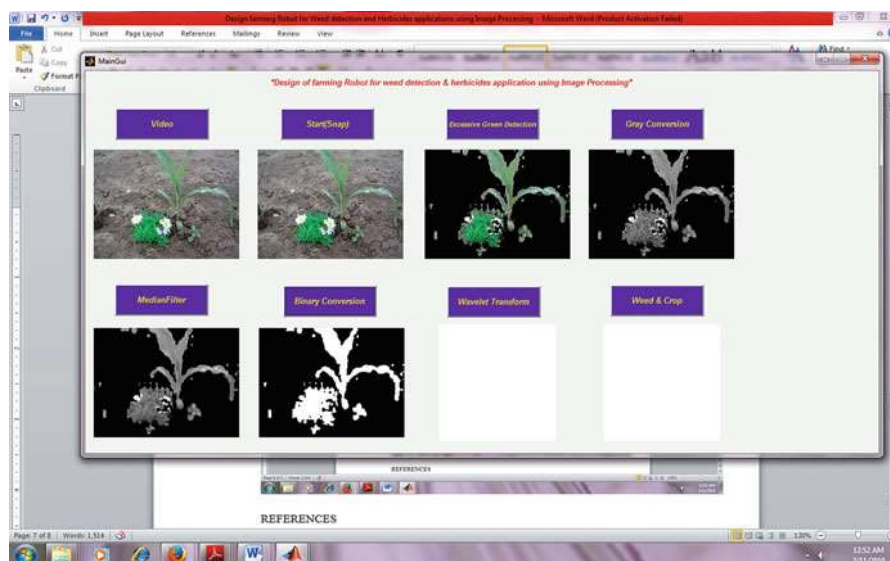 Design farming Robot for Weed detection and Herbicides applications using Image Processing - Microsoft Word (Product Activation Failed)
File Home Insert Page Layout References Mailings Review View
Cut
Copy
Paste
Format
Clipboard
Find
MainGui
"Design of farming Robot for weed detection & herbicides application using Image Processing"
Video Start(Snap) Excessive Green Detection Gray Conversion
MedianFilter Binary Conversion Wavelet Transform Weed & Crop
REFERENCES
REFERENCES
Page: 7 of 8 Words: 1,514 120%
12:52 AM